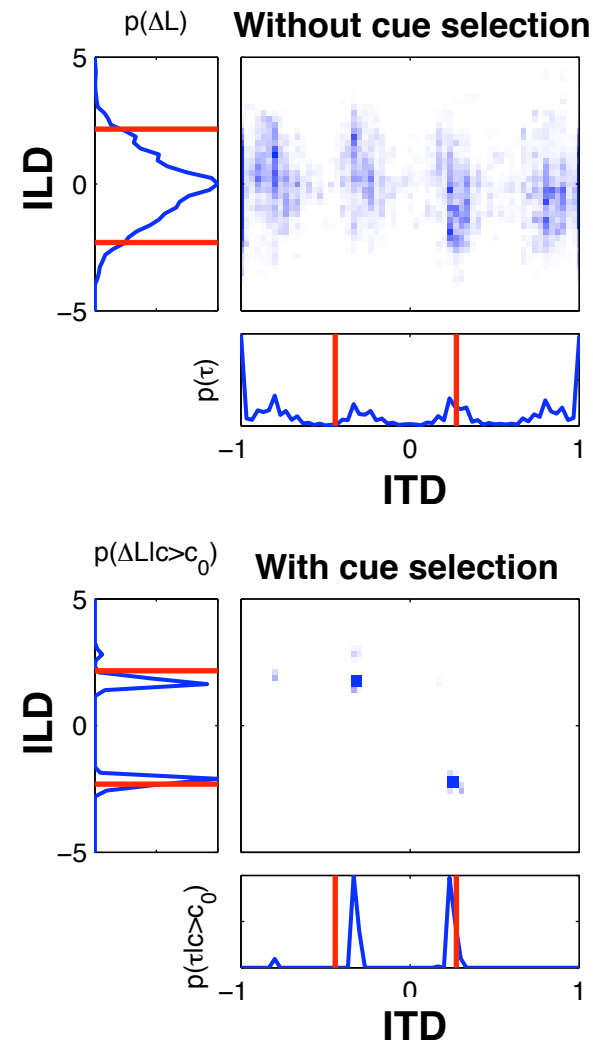 p(ΔL)
Without cue selection
5
0
−5
ILD
p(τ)
−1
0
1
ITD
p(ΔL|c>c0)
With cue selection
5
0
−5
ILD
p(τ|c>c0)
−1
0
1
ITD